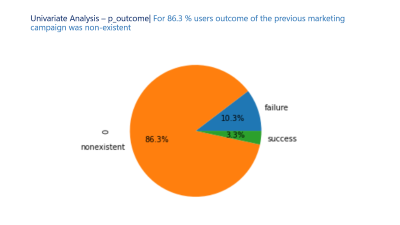 Univariate Analysis – p_outcome| For 86.3 % users outcome of the previous marketing
campaign was non-existent
failure
10.3%
0
86.3%
3.3%
success
nonexistent